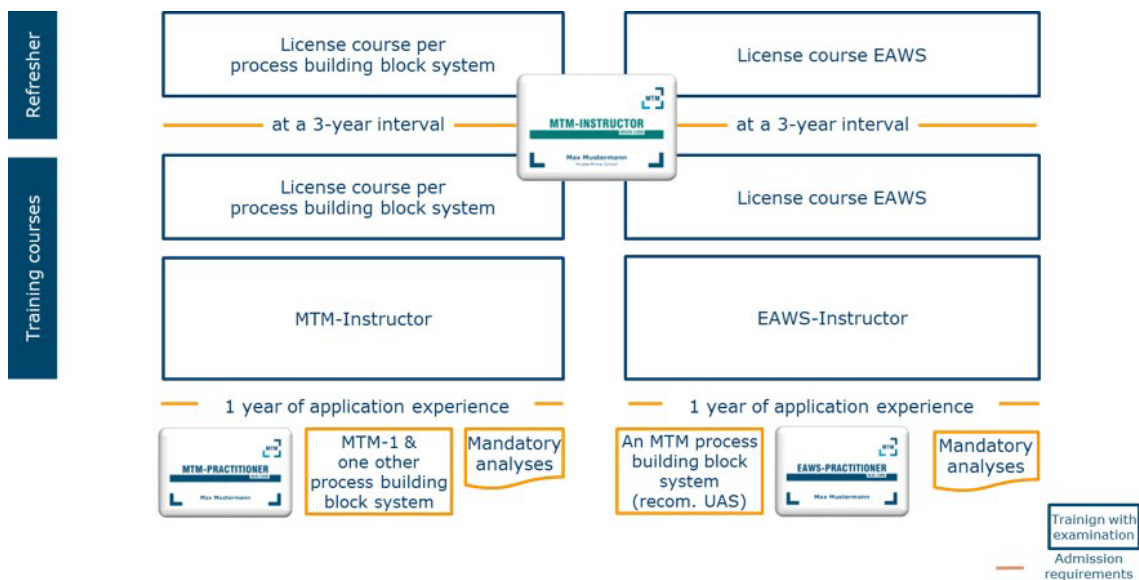 Refresher
License course per
process building block system
License course EAWS
MTM
MTM-INSTRUCTOR
Max Mustermann
Musterfirma GmbH
at a 3-year interval
at a 3-year interval
Training courses
License course per
process building block system
License course EAWS
MTM-Instructor
EAWS-Instructor
1 year of application experience
1 year of application experience
MTM
MTM-PRACTITIONER
Max Mustermann
MTM-1 &
one other
process building
block system
Mandatory
analyses
An MTM process
building block
system
(recom. UAS)
MTM
EAWS-PRACTITIONER
Max Mustermann
Mandatory
analyses
Trainign with
examination
Admission
requirements